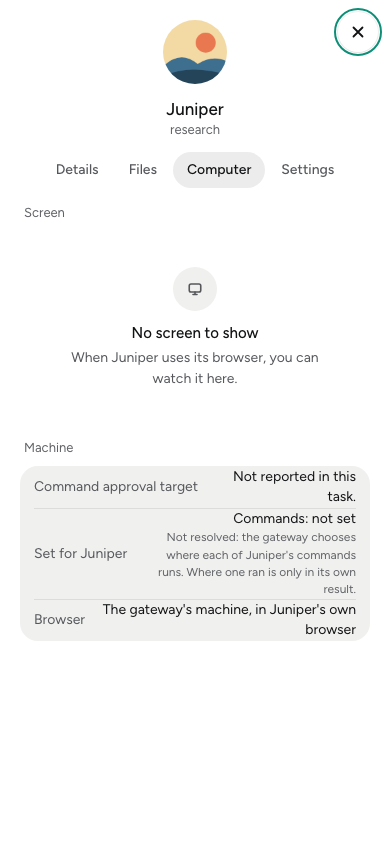 Juniper
research
Details Files Computer Settings
Screen
No screen to show
When Juniper uses its browser, you can
watch it here.
Machine
Command approval target
Not reported in this
task.
Set for Juniper
Commands: not set
Not resolved: the gateway chooses
where each of Juniper's commands
runs. Where one ran is only in its own
result.
Browser
The gateway's machine, in Juniper's own
browser